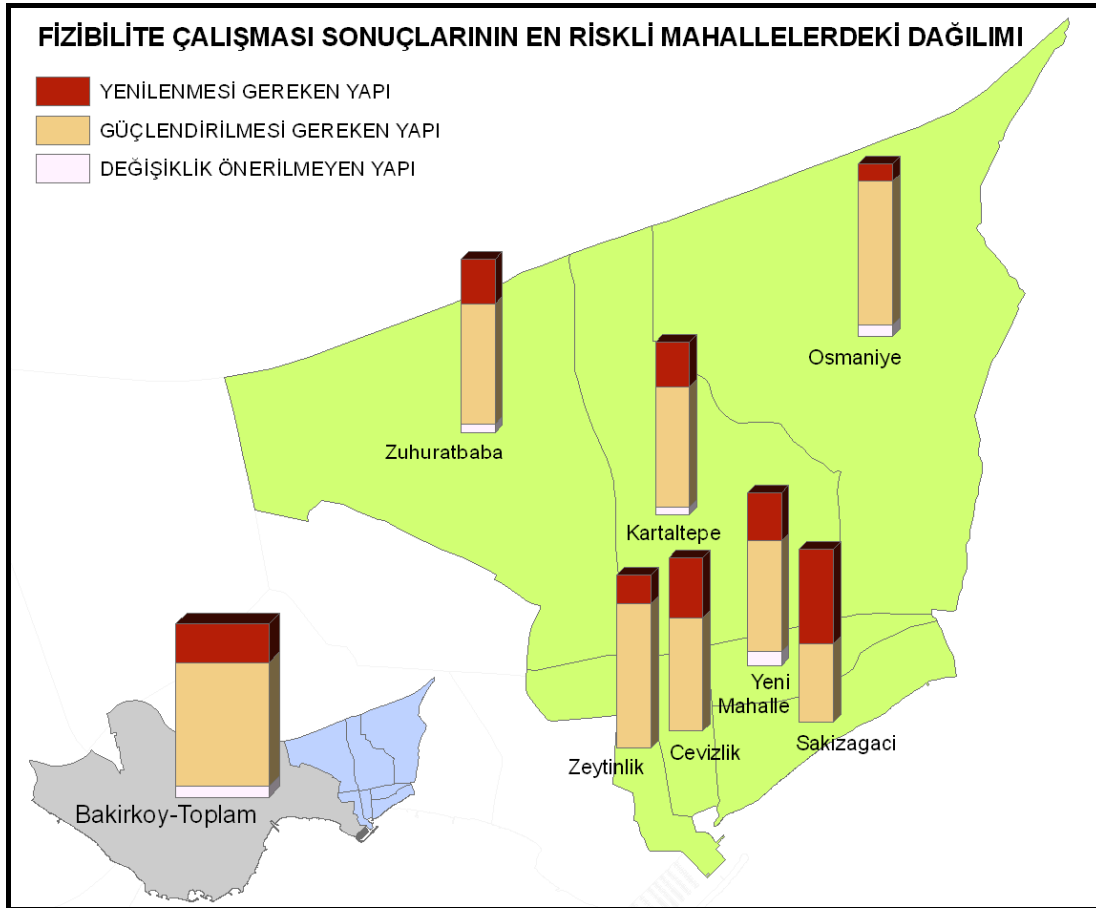 FİZİBİLİTE ÇALIŞMASI SONUÇLARININ EN RİSKLİ MAHALLELERDEKİ DAĞILIMI
YENİLENMESİ GEREKEN YAPI
GÜÇLENDİRİLMESİ GEREKEN YAPI
DEĞİŞİKLİK ÖNERİLMEYEN YAPI
Osmaniye
Zuhuratbaba
Kartaltepe
Yeni
Mahalle
Sakizagaci
Cevizlik
Zeytinlik
Bakirkoy-Toplam